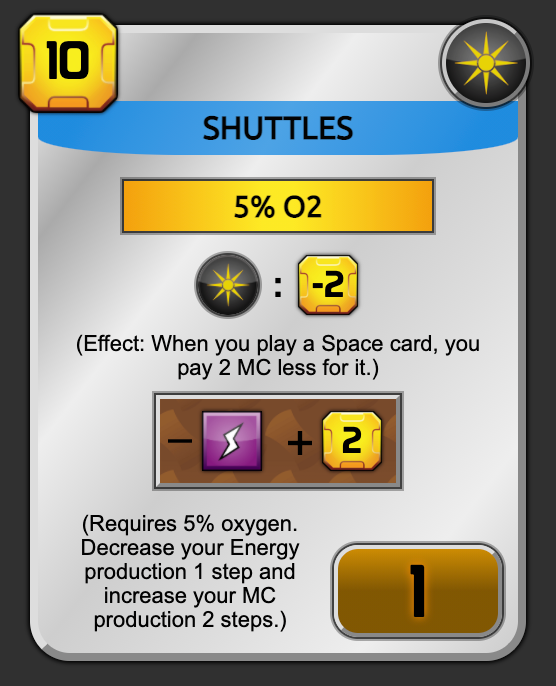 10
SHUTTLES
5% O2
: -2
(Effect: When you play a Space card, you
pay 2 MC less for it.)
− + 2
(Requires 5% oxygen.
Decrease your Energy
production 1 step and
increase your MC
production 2 steps.)
1